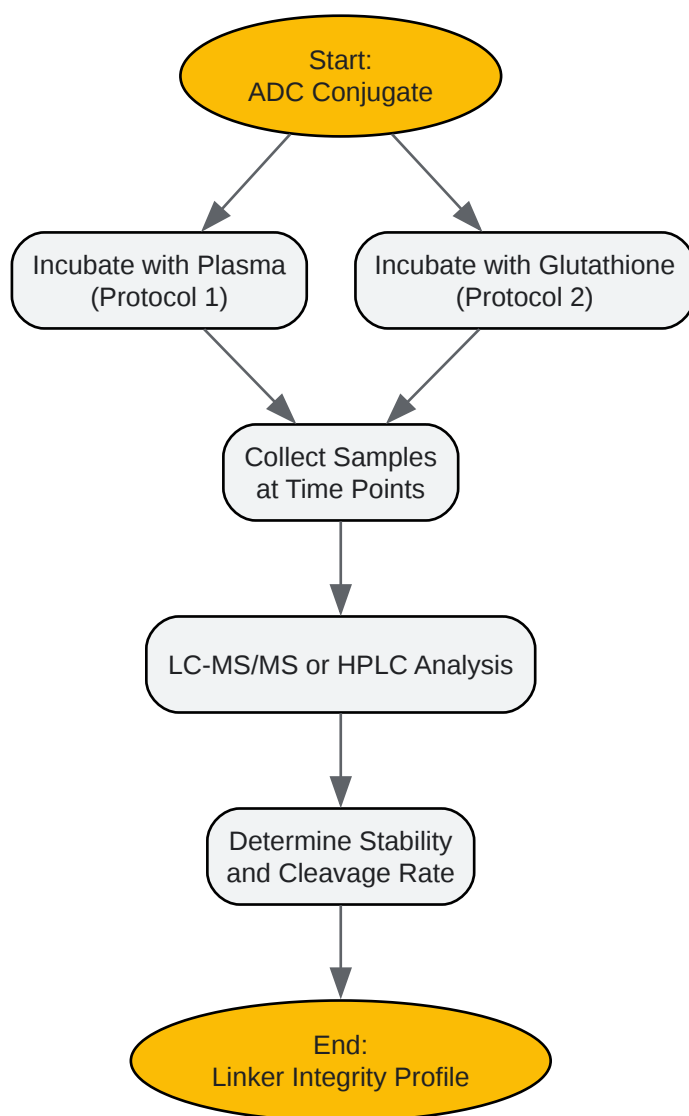 Start:
ADC Conjugate
Incubate with Plasma
(Protocol 1)
Incubate with Glutathione
(Protocol 2)
Collect Samples
at Time Points
LC-MS/MS or HPLC Analysis
Determine Stability
and Cleavage Rate
End:
Linker Integrity Profile